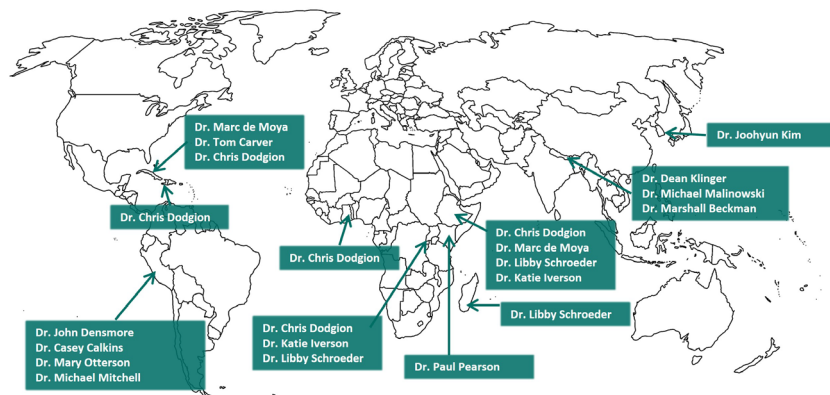 Dr. Marc de Moya
Dr. Tom Carver
Dr. Chris Dodgion
Dr. Joohyun Kim
Dr. Dean Klinger
Dr. Michael Malinowski
Dr. Marshall Beckman
Dr. Chris Dodgion
Dr. Chris Dodgion
Dr. Chris Dodgion
Dr. Marc de Moya
Dr. Libby Schroeder
Dr. Katie Iverson
Dr. Libby Schroeder
Dr. John Densmore
Dr. Casey Calkins
Dr. Mary Otterson
Dr. Michael Mitchell
Dr. Chris Dodgion
Dr. Katie Iverson
Dr. Libby Schroeder
Dr. Paul Pearson